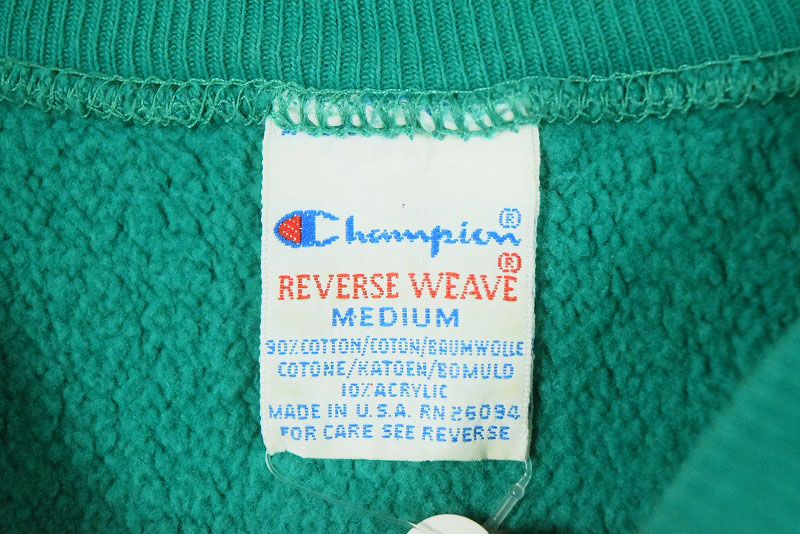 Champion®
REVERSE WEAVE®
MEDIUM
90% COTTON/COTON/BAUMWOLLE
COTONE/KATOEN/BOMULD
10% ACRYLIC
MADE IN U.S.A. RN 26094
FOR CARE SEE REVERSE